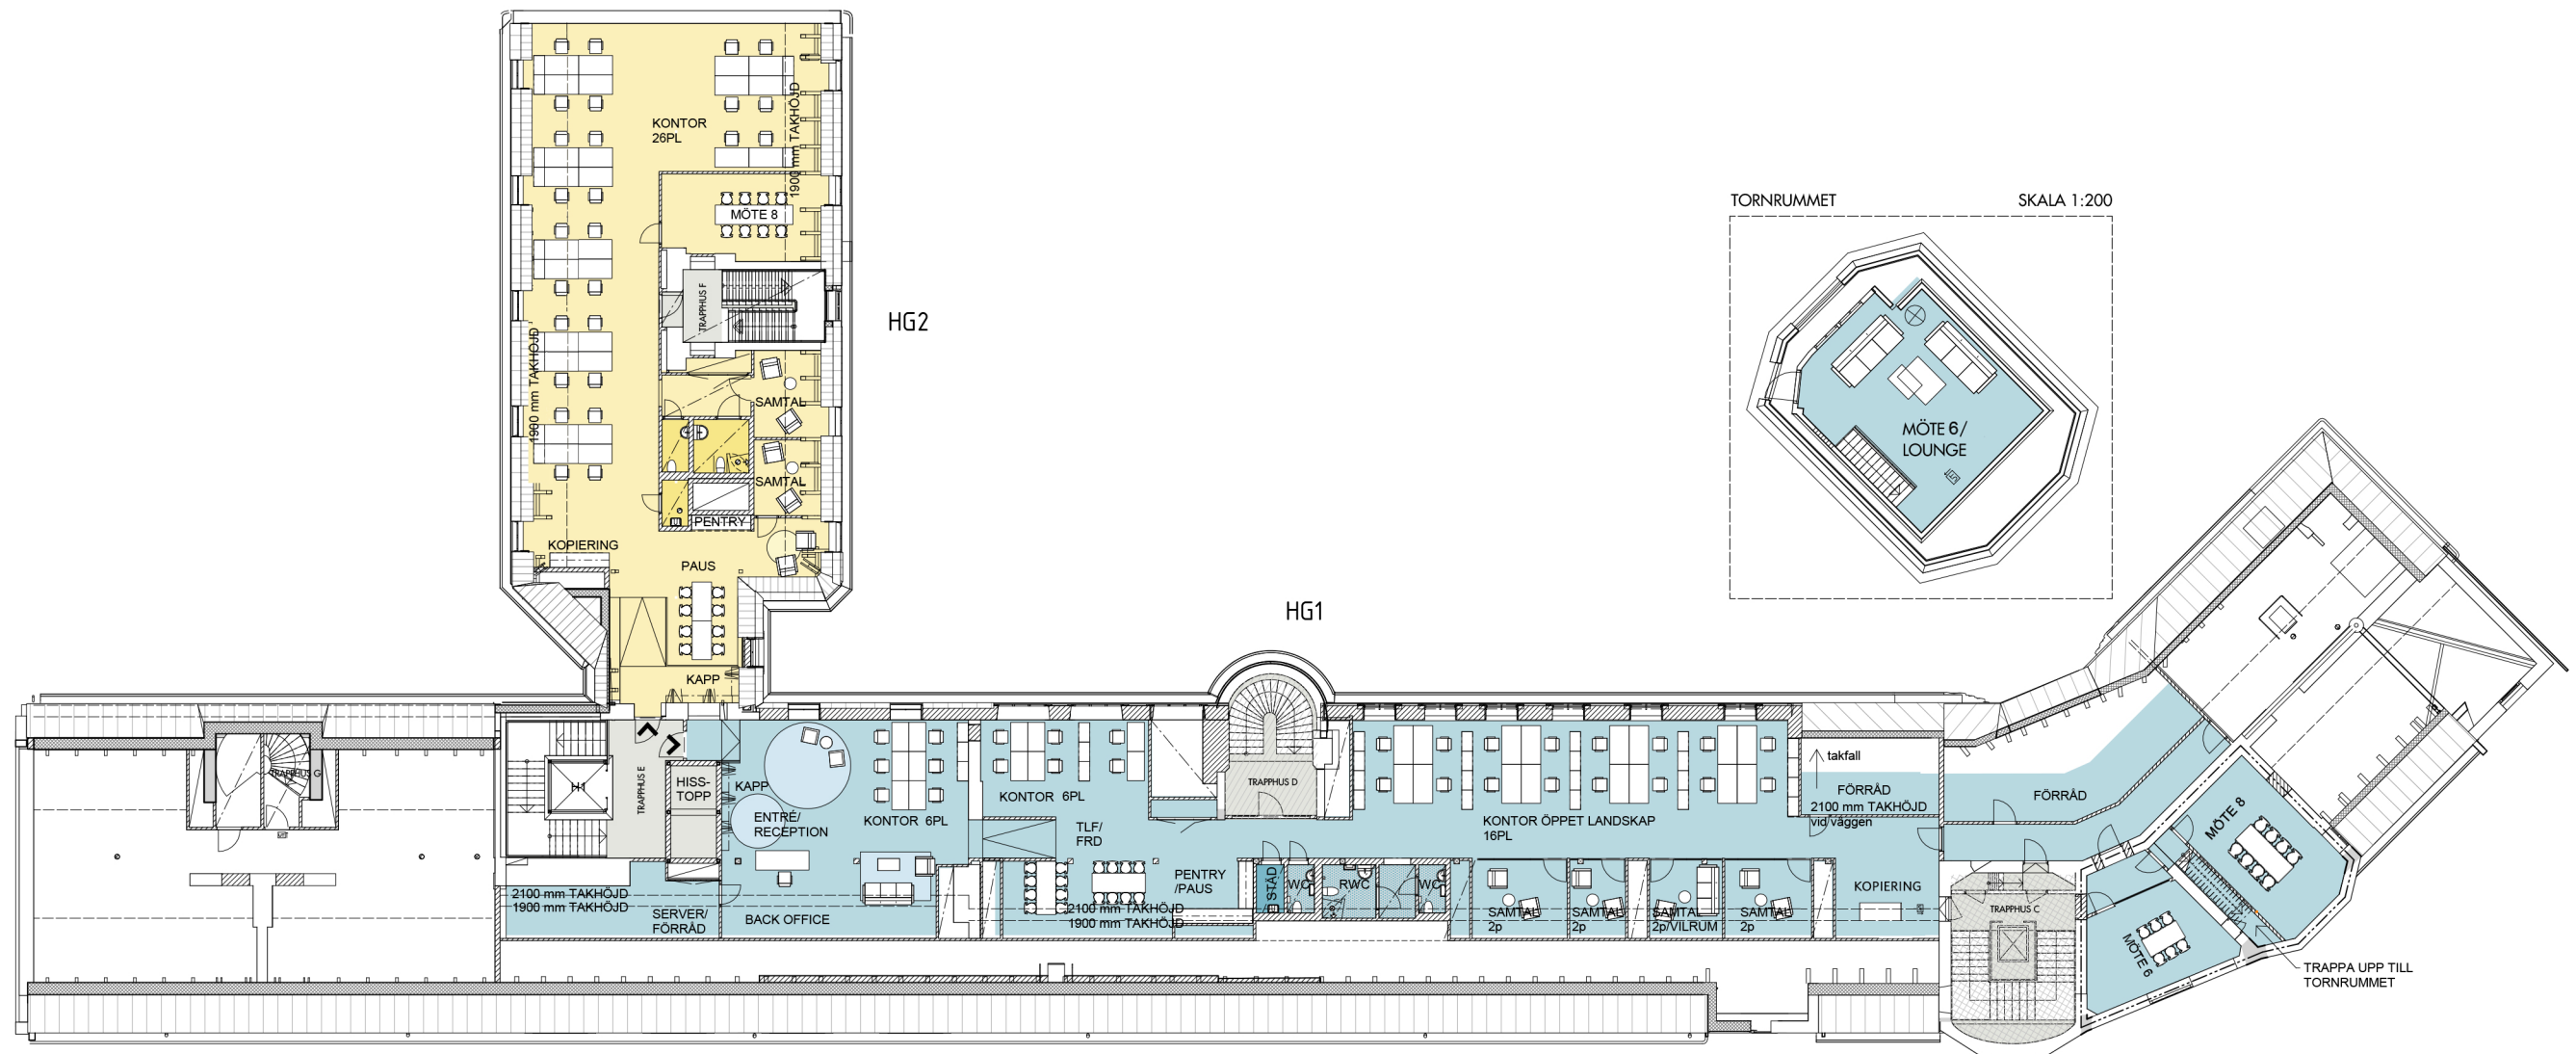 KONTOR
26PL
1900 mm TAKHÖJD
MÖTE 8
TRAPPHUS F
HG2
1900 mm TAKHÖJD
SAMTAL
SAMTAL
PENTRY
KOPIERING
PAUS
KAPP
TORNRUMMET
SKALA 1:200
MÖTE 6/
LOUNGE
HG1
TRAPPHUS G
H1
TRAPPHUS E
HISS-
TOPP
KAPP
ENTRÉ/
RECEPTION
KONTOR 6PL
KONTOR 6PL
TLF/
FRD
TRAPPHUS D
KONTOR ÖPPET LANDSKAP
16PL
takfall
FÖRRÅD
2100 mm TAKHÖJD
vid väggen
FÖRRÅD
MÖTE 8
2100 mm TAKHÖJD
1900 mm TAKHÖJD
SERVER/
FÖRRÅD
BACK OFFICE
2100 mm TAKHÖJD
1900 mm TAKHÖJD
PENTRY
/PAUS
STÄD
WC
RWC
WC
SAMTAL
2p
SAMTAL
2p
SAMTAL
2p/VILRUM
SAMTAL
2p
KOPIERING
TRAPPHUS C
MÖTE 6
TRAPPA UPP TILL
TORNRUMMET